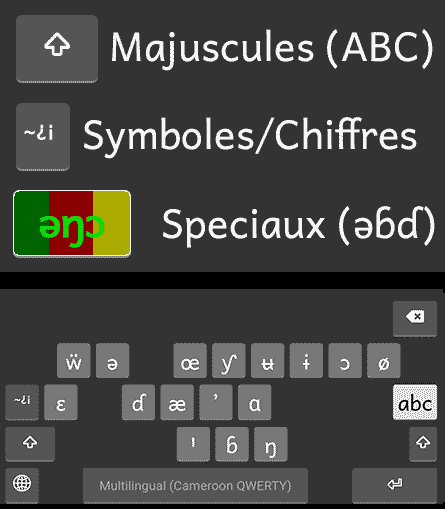 Majuscules (ABC)
~¿¡ Symboles/Chiffres
əŋɔ Speciaux (əɓɗ)
ẅ ə œ ƴ ʉ ɨ ɔ ø
~¿¡ ɛ ɗ æ ʼ ɑ abc
ˈ ɓ ŋ
Multilingual (Cameroon QWERTY)